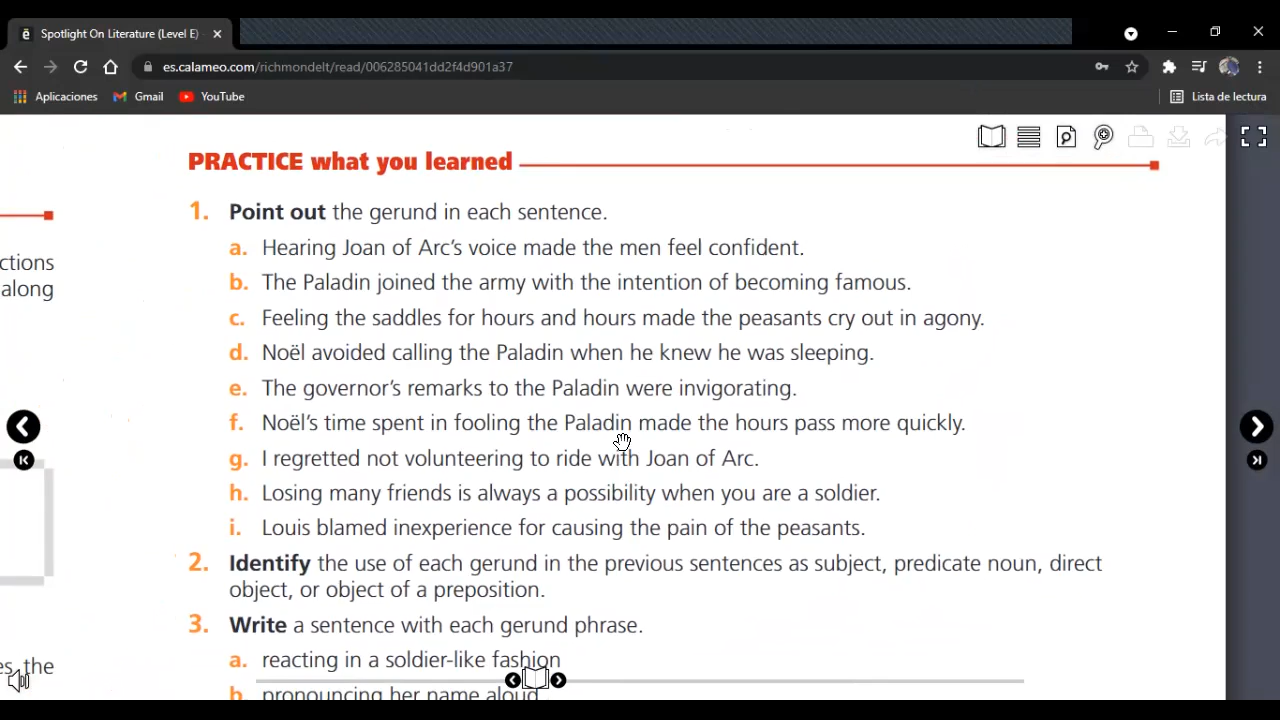 Spotlight On Literature (Level E)
es.calameo.com/richmondelt/read/006285041dd2f4d901a37
Aplicaciones Gmail YouTube Lista de lectura
PRACTICE what you learned
1. Point out the gerund in each sentence.
a. Hearing Joan of Arc's voice made the men feel confident.
ctions
b. The Paladin joined the army with the intention of becoming famous.
along
c. Feeling the saddles for hours and hours made the peasants cry out in agony.
d. Noël avoided calling the Paladin when he knew he was sleeping.
e. The governor's remarks to the Paladin were invigorating.
f. Noël's time spent in fooling the Paladin made the hours pass more quickly.
g. I regretted not volunteering to ride with Joan of Arc.
h. Losing many friends is always a possibility when you are a soldier.
i. Louis blamed inexperience for causing the pain of the peasants.
2. Identify the use of each gerund in the previous sentences as subject, predicate noun, direct
object, or object of a preposition.
3. Write a sentence with each gerund phrase.
a. reacting in a soldier-like fashion
es, the
b. pronouncing her name aloud